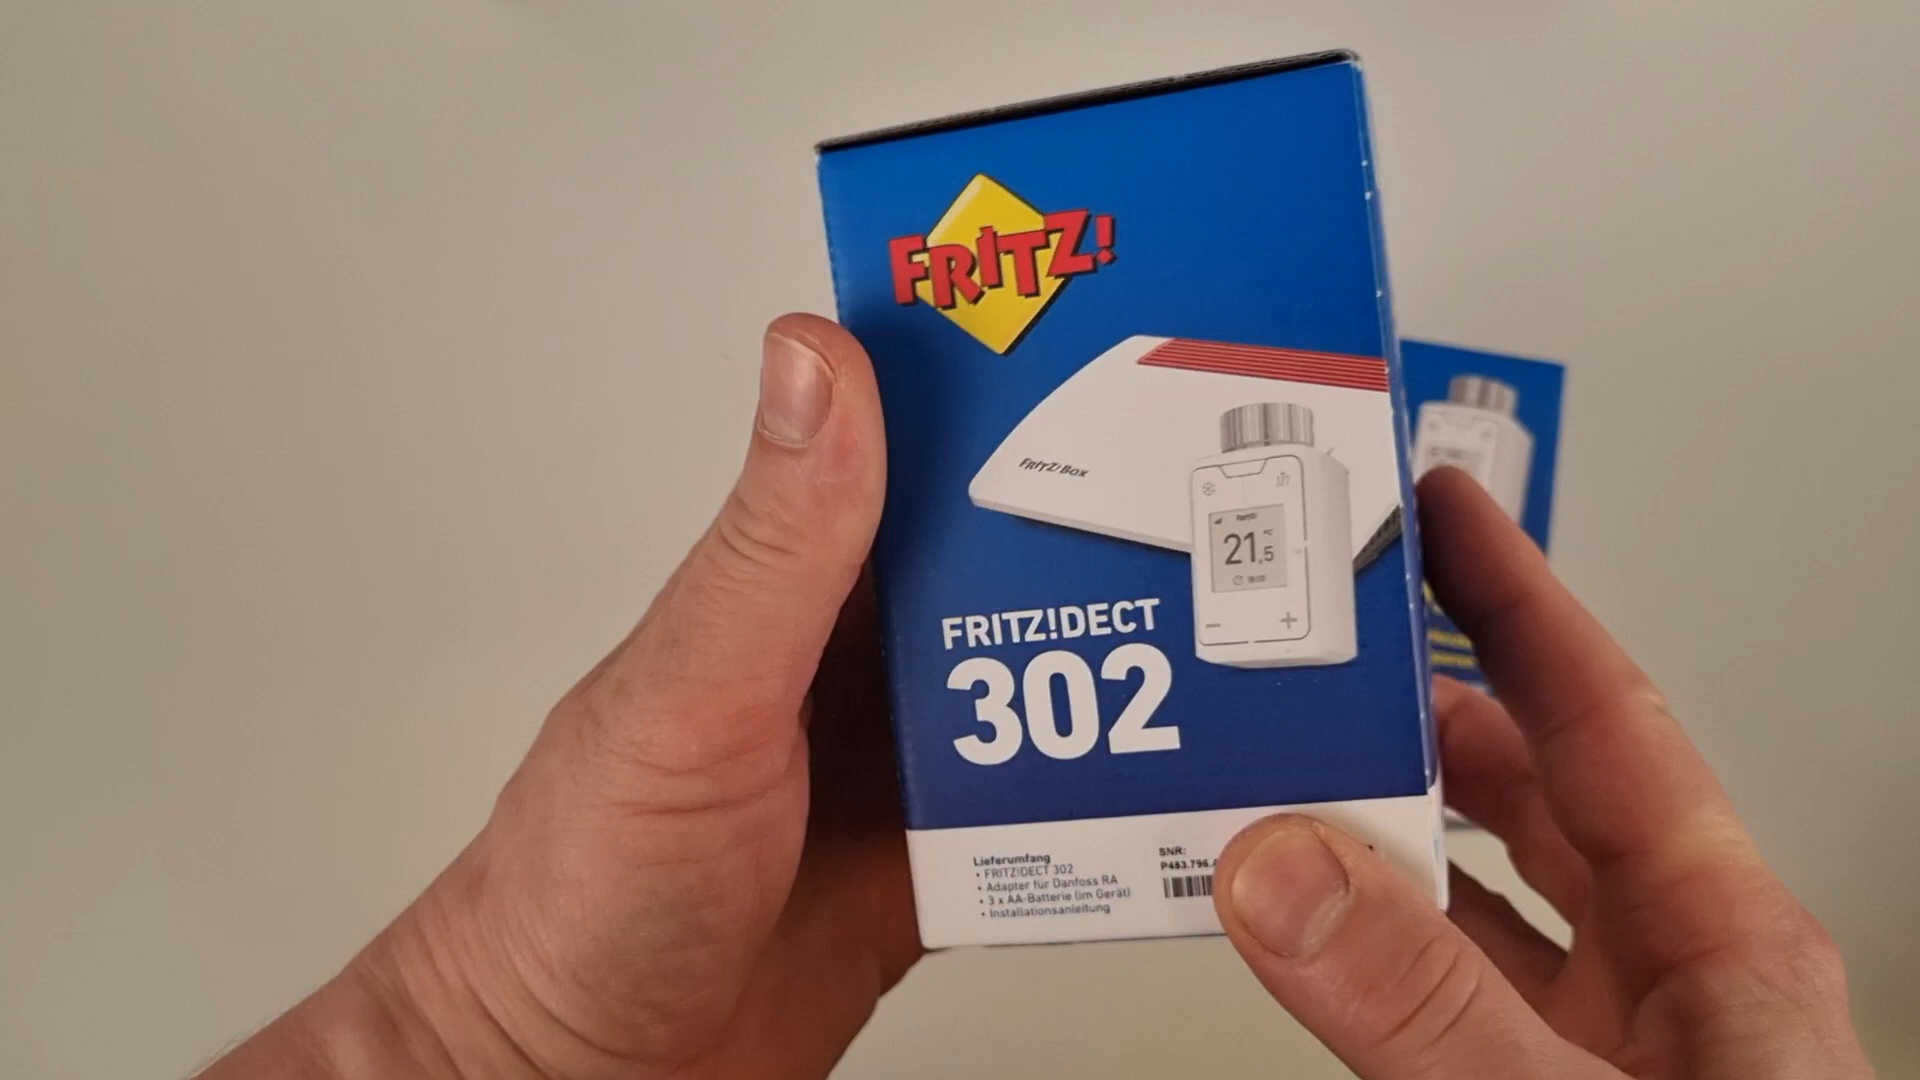 FRITZ!
FRITZ!Box
21,5
°C
FRITZ!DECT
302
Lieferumfang
• FRITZ!DECT 302
• Adapter für Danfoss RA
• 3 x AA-Batterie (im Gerät)
• Installationsanleitung
SNR:
P483.796.